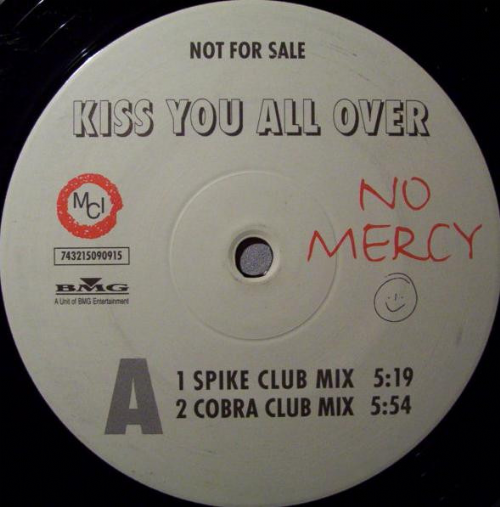 NOT FOR SALE
KISS YOU ALL OVER
MCI
NO
MERCY
743215090915
BMG
A Unit of BMG Entertainment
A
1 SPIKE CLUB MIX 5:19
2 COBRA CLUB MIX 5:54